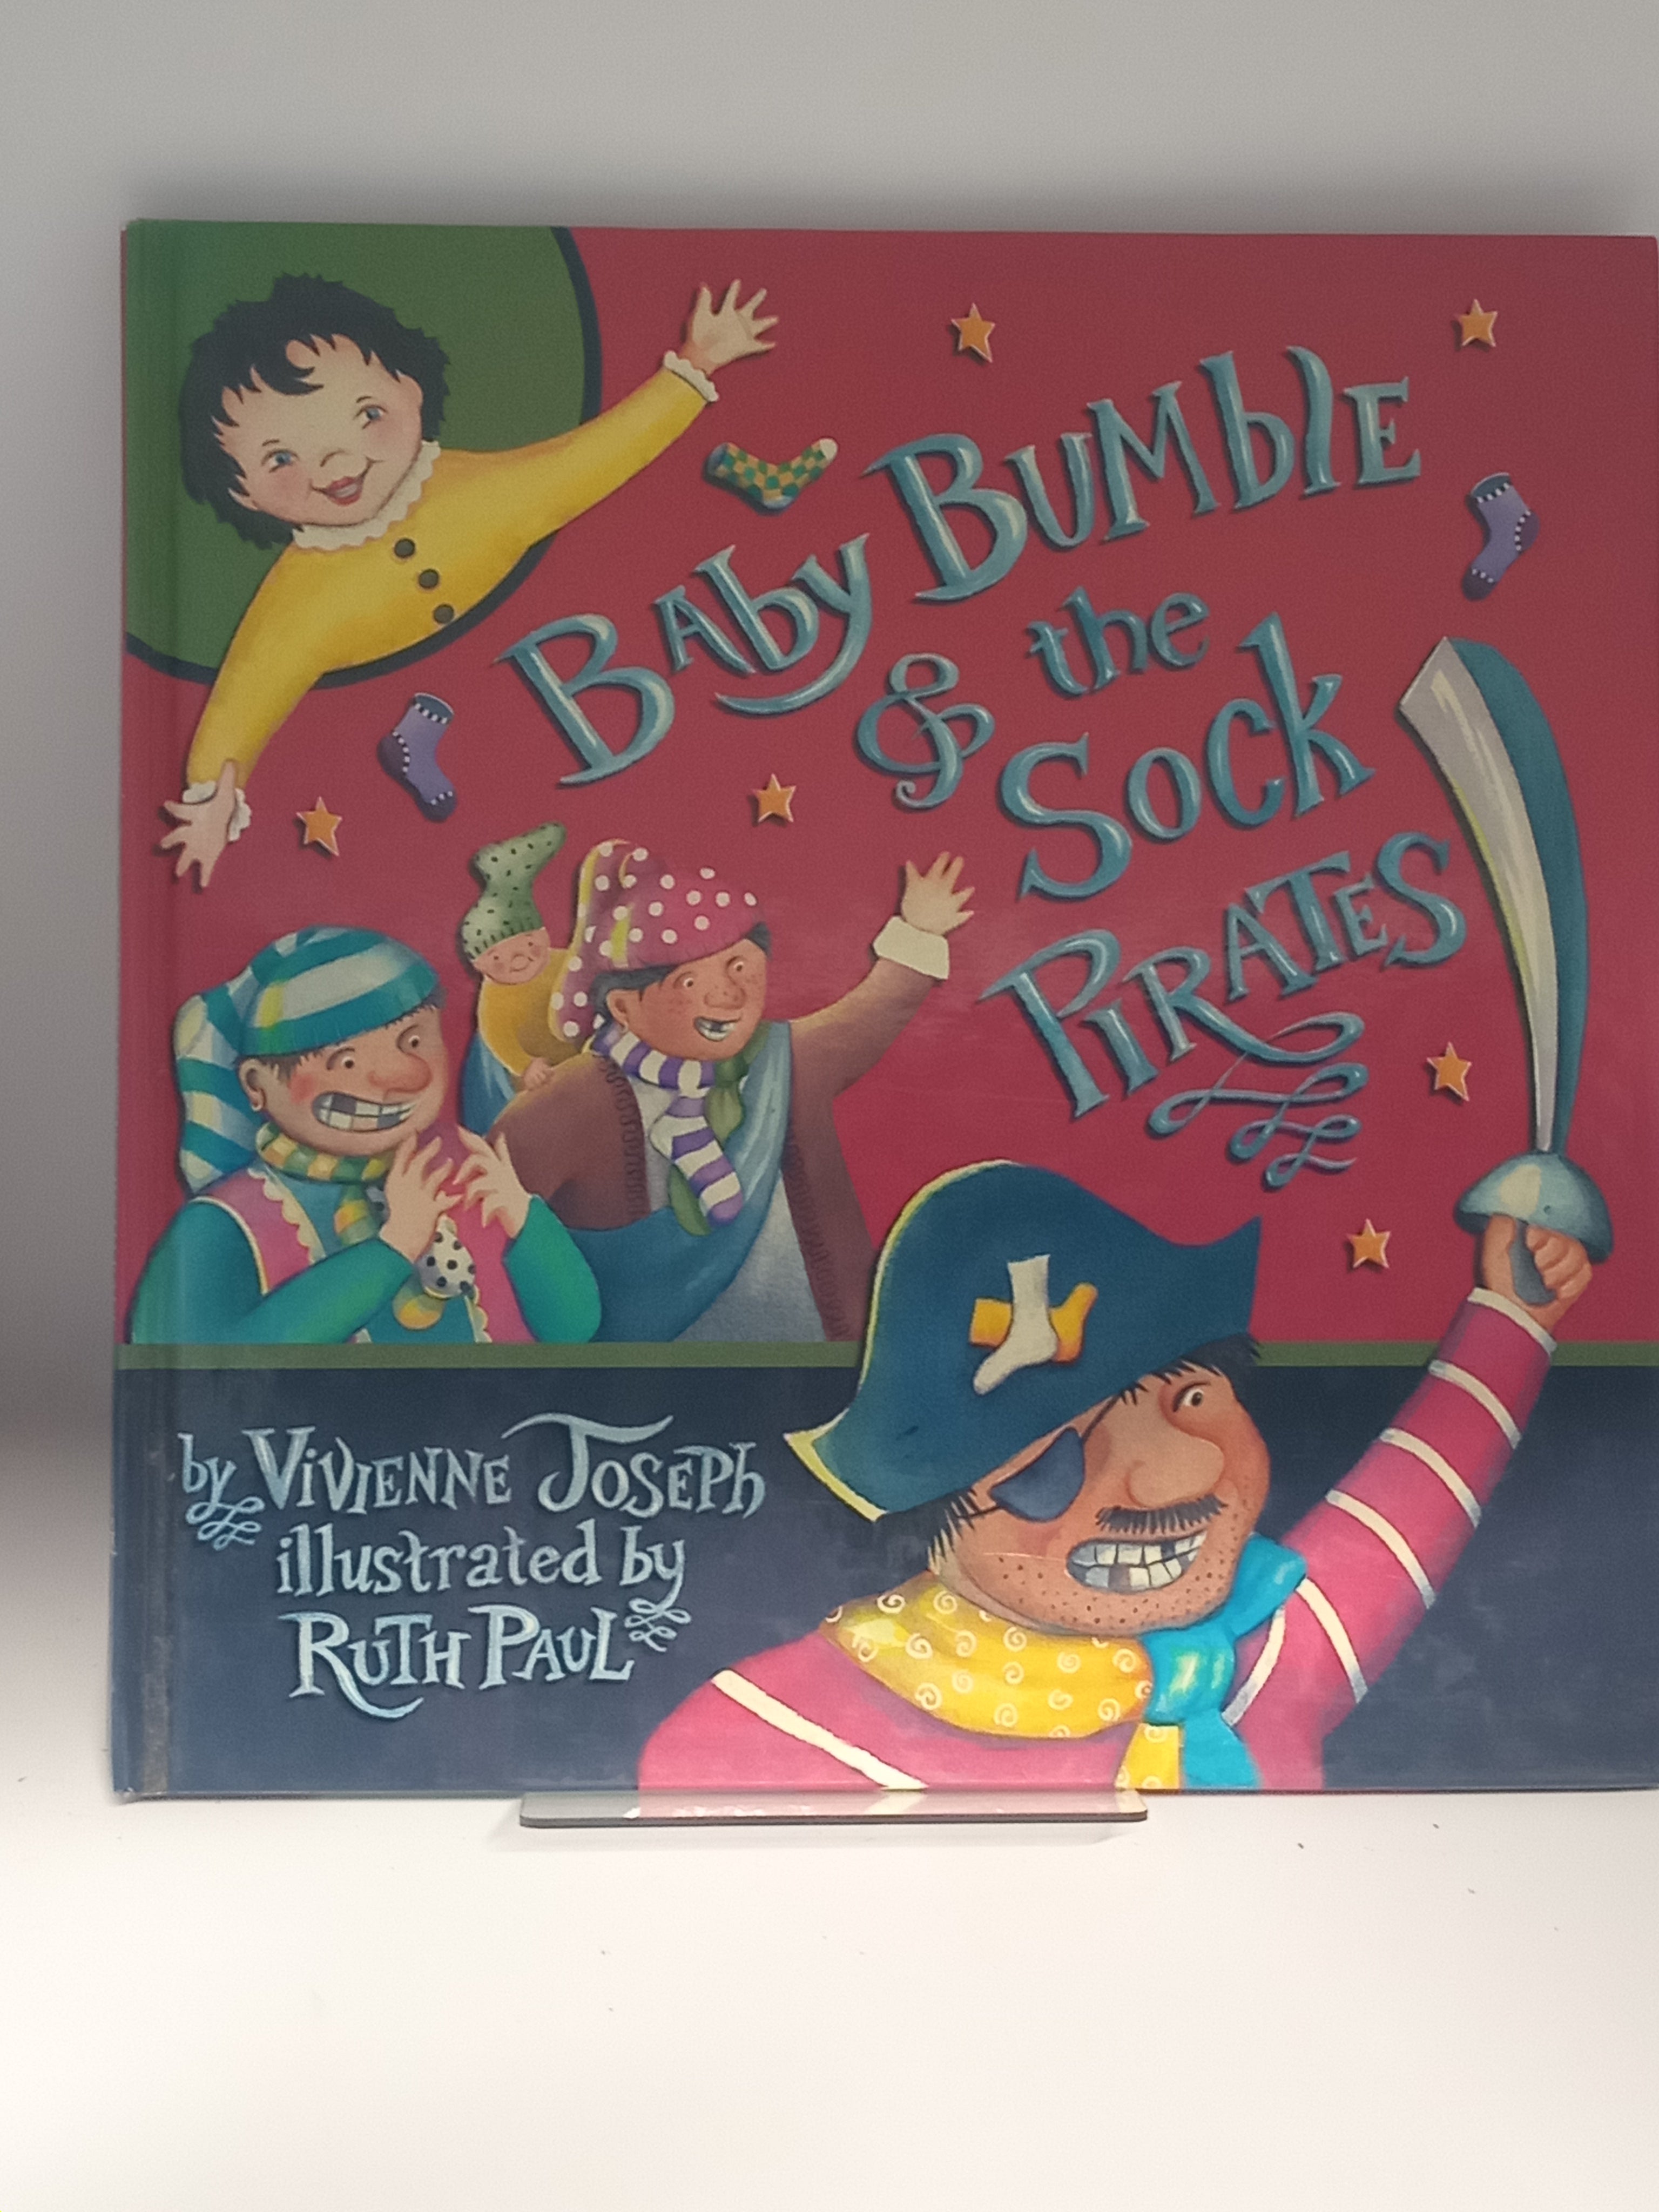 Baby Bumble
& the
Sock
Pirates
by Vivienne Joseph
illustrated by
Ruth Paul